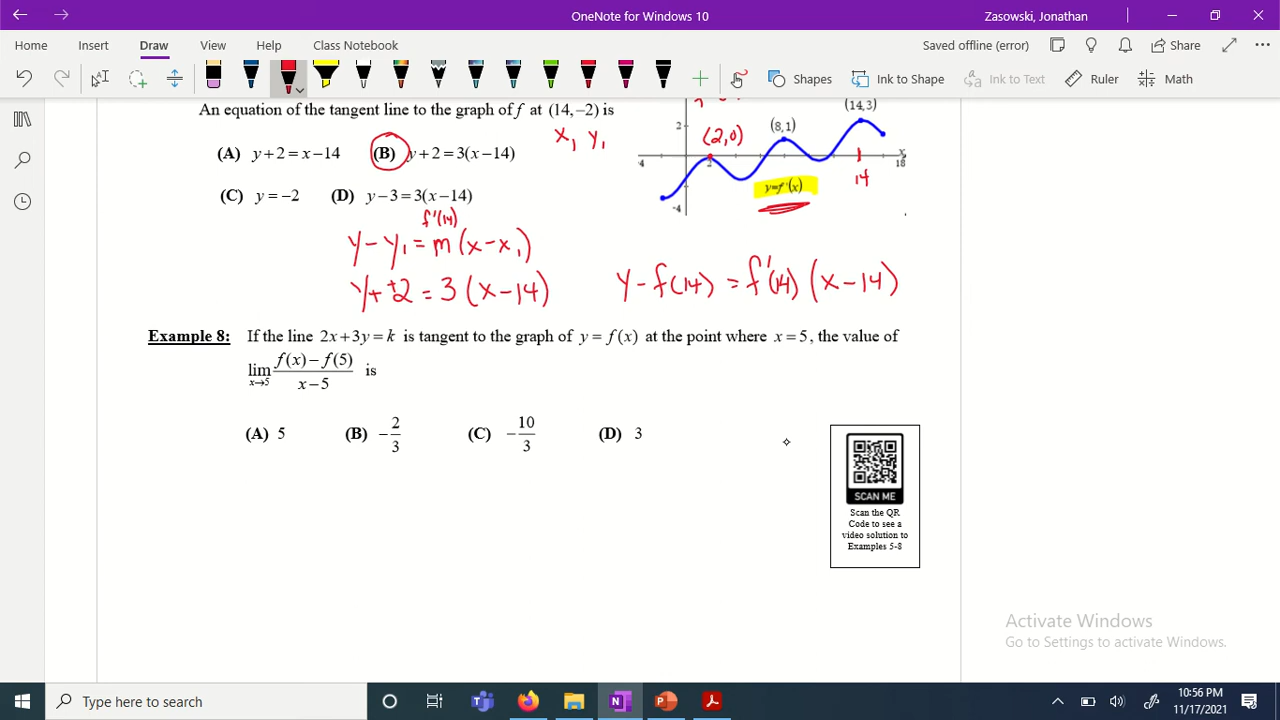 OneNote for Windows 10
Zasowski, Jonathan
Home Insert Draw View Help Class Notebook
Saved offline (error) Share
Shapes Ink to Shape Ink to Text Ruler Math
An equation of the tangent line to the graph of f at (14,−2) is
x₁ y₁
(A) y+2=x−14 (B) y+2=3(x−14)
(C) y=−2 (D) y−3=3(x−14)
(14,3)
(8,1)
(2,0)
2
2
x
4
18
14
y=f'(x)
-4
f'(14)
y−y₁=m(x−x₁)
y+2=3(x−14)
y−f(14)=f'(14)(x−14)
Example 8: If the line 2x+3y=k is tangent to the graph of y=f(x) at the point where x=5, the value of
lim x→5 f(x)−f(5) / x−5 is
(A) 5 (B) −2/3 (C) −10/3 (D) 3
SCAN ME
Scan the QR
Code to see a
video solution to
Examples 5-8
Activate Windows
Go to Settings to activate Windows.
Type here to search
10:56 PM
11/17/2021